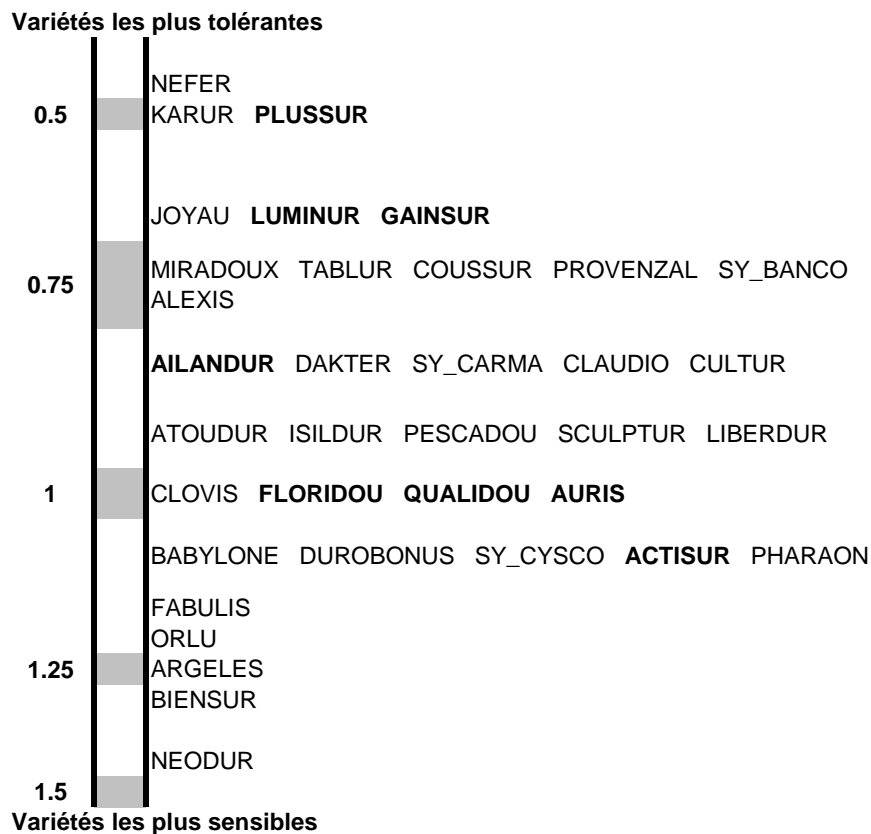 Variétés les plus tolérantes
NEFER
0.5 KARUR PLUSSUR
JOYAU LUMINUR GAINSUR
0.75 MIRADOUX TABLUR COUSSUR PROVENZAL SY_BANCO
ALEXIS
AILANDUR DAKTER SY_CARMA CLAUDIO CULTUR
ATOUDUR ISILDUR PESCADOU SCULPTUR LIBERDUR
1 CLOVIS FLORIDOU QUALIDOU AURIS
BABYLONE DUROBONUS SY_CYSCO ACTISUR PHARAON
FABULIS
ORLU
1.25 ARGELES
BIENSUR
NEODUR
1.5
Variétés les plus sensibles